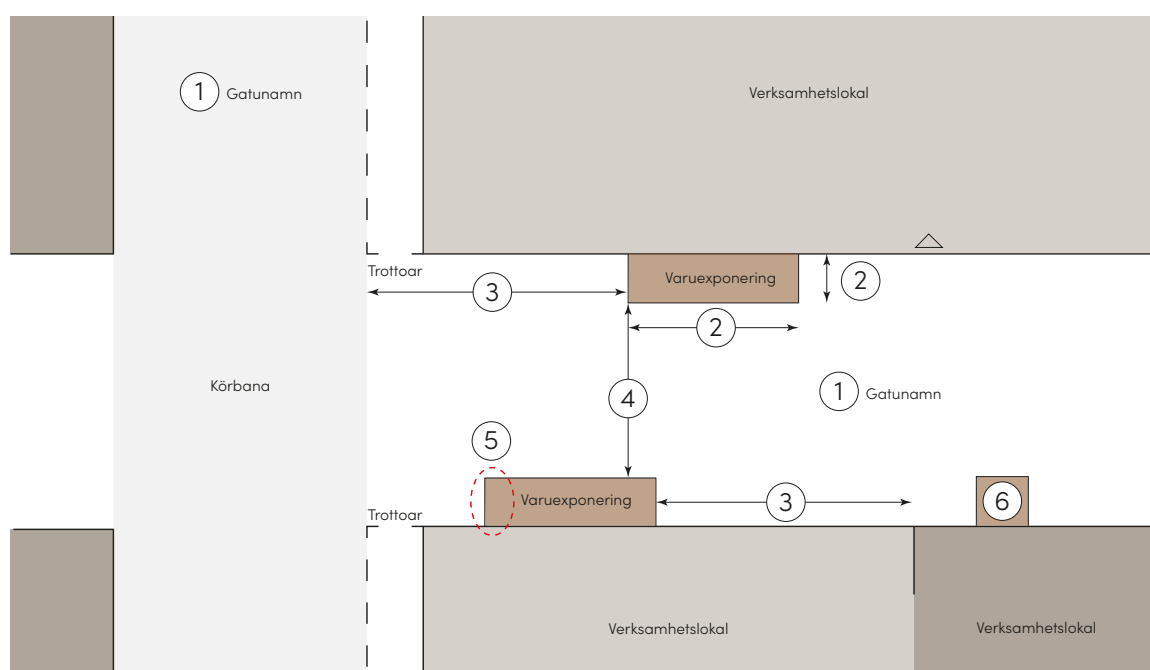 1 Gatunamn
Verksamhetslokal
Trottoar
3
Varuexponering
2
2
Körbana
4
1 Gatunamn
5
Varuexponering
3
6
Trottoar
Verksamhetslokal
Verksamhetslokal